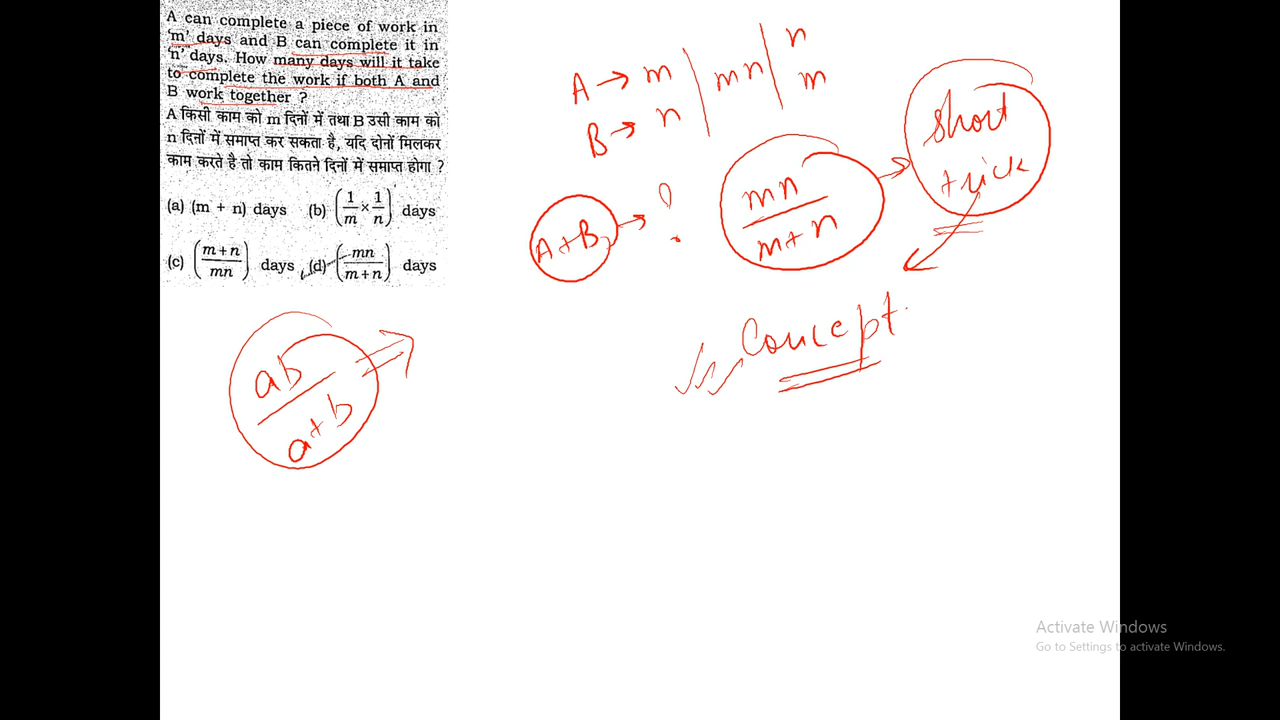 A can complete a piece of work in
'm' days and B can complete it in
'n' days. How many days will it take
to complete the work if both A and
B work together ?
A किसी काम को m दिनों में तथा B उसी काम को
n दिनों में समाप्त कर सकता है, यदि दोनों मिलकर
काम करते है तो काम कितने दिनों में समाप्त होगा ?
(a) (m + n) days (b) (1/m × 1/n) days
(c) (m+n/mn) days (d) (mn/m+n) days
A → m | mn | n
B → n | m
A+B → ?
mn
m+n
→ short
trick
Concept
ab
a+b
Activate Windows
Go to Settings to activate Windows.